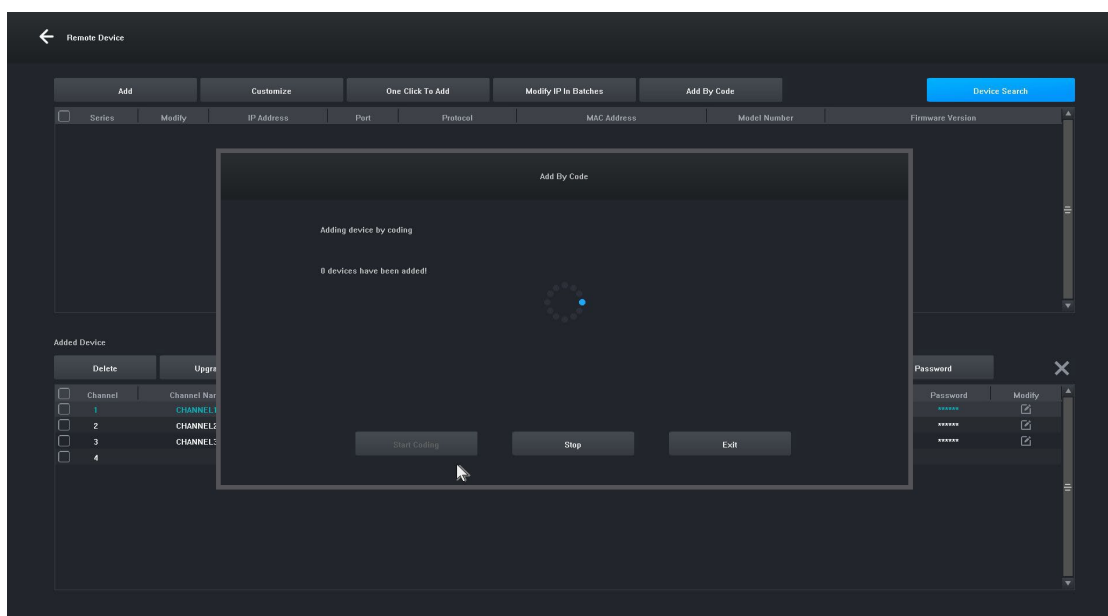 Remote Device
Add Customize One Click To Add Modify IP In Batches Add By Code Device Search
Series Modify IP Address Port Protocol MAC Address Model Number Firmware Version
Add By Code
Adding device by coding
0 devices have been added!
Added Device
Delete Upgra Password
Channel Channel Nar Password Modify
1 CHANNEL1 ******
2 CHANNEL2 ******
3 CHANNEL3 ******
4
Start Coding Stop Exit